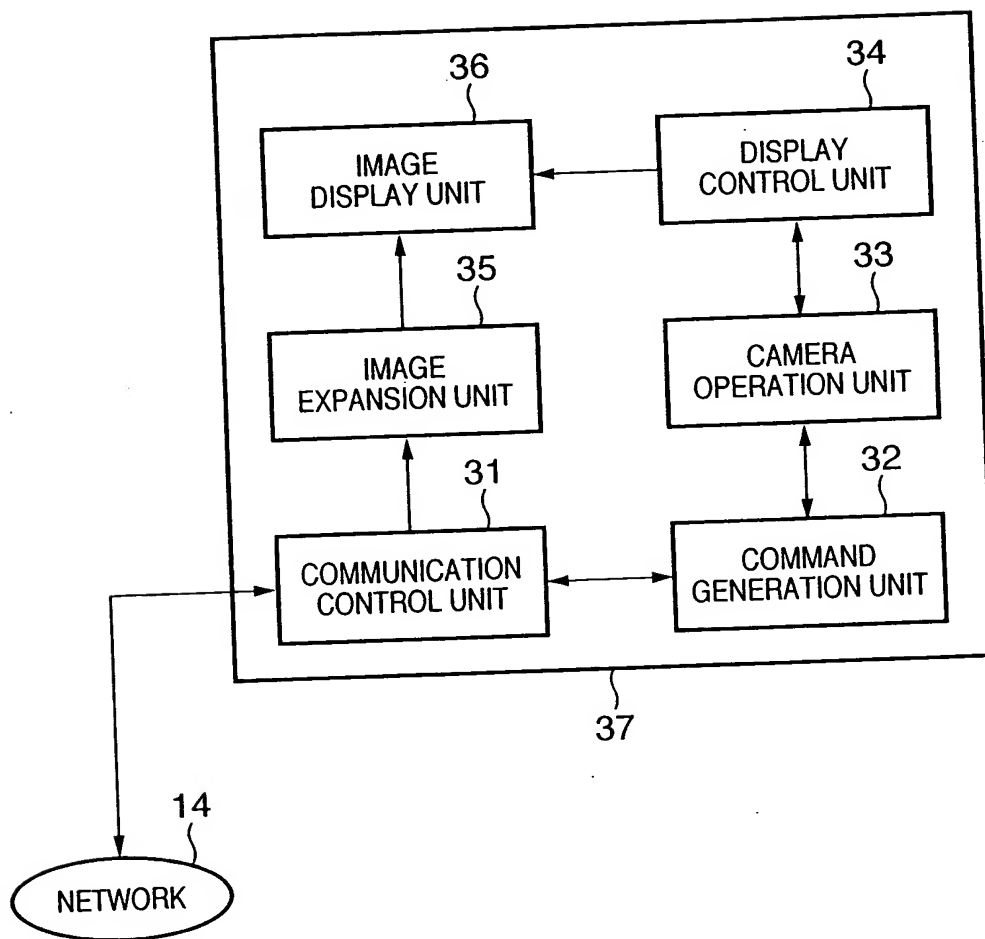 36
34
IMAGE
DISPLAY UNIT
DISPLAY
CONTROL UNIT
35
33
IMAGE
EXPANSION UNIT
CAMERA
OPERATION UNIT
31
32
COMMUNICATION
CONTROL UNIT
COMMAND
GENERATION UNIT
37
14
NETWORK